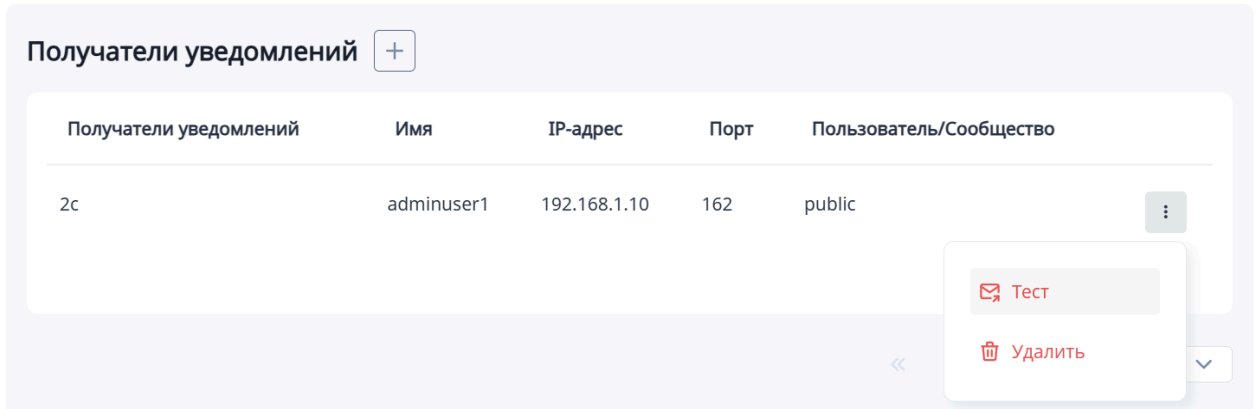 Получатели уведомлений
Получатели уведомлений Имя IP-адрес Порт Пользователь/Сообщество
2c adminuser1 192.168.1.10 162 public
Тест
Удалить